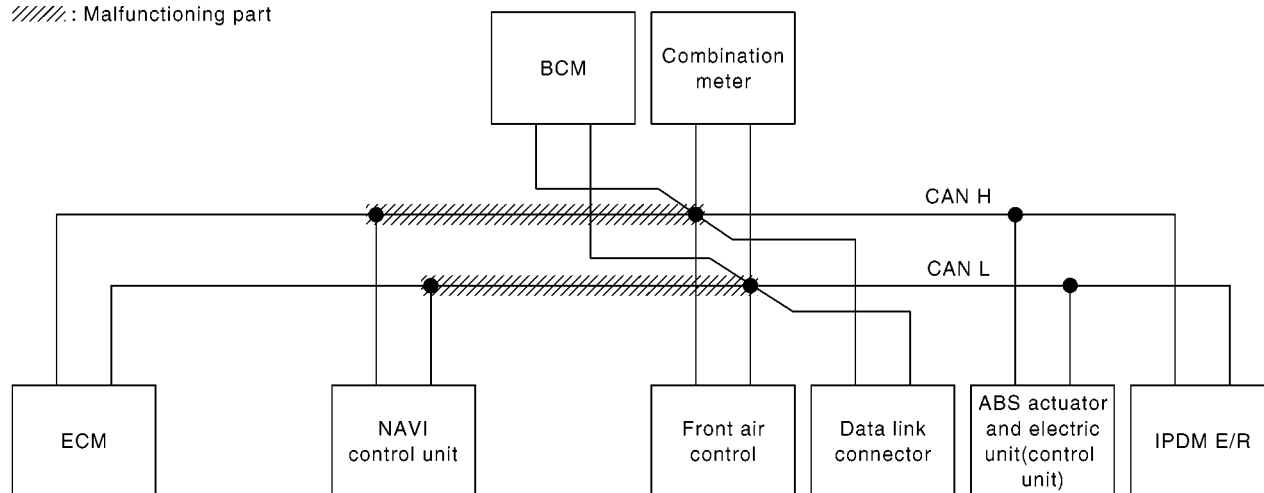 : Malfunctioning part
BCM
Combination
meter
CAN H
CAN L
ECM
NAVI
control unit
Front air
control
Data link
connector
ABS actuator
and electric
unit(control
unit)
IPDM E/R